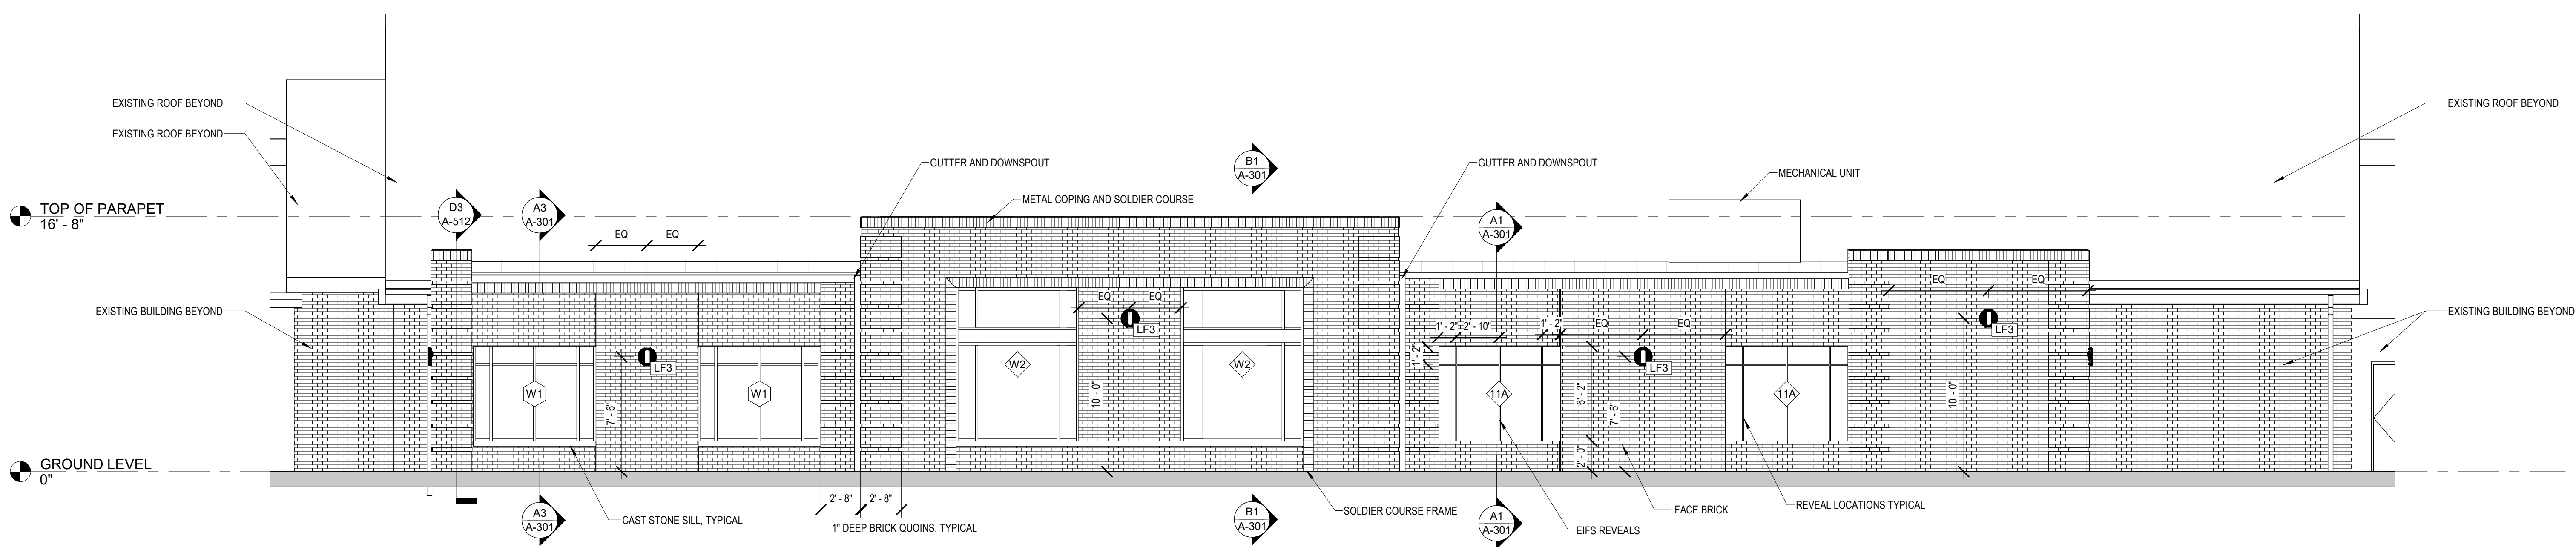 EXISTING ROOF BEYOND
EXISTING ROOF BEYOND
EXISTING ROOF BEYOND
GUTTER AND DOWNSPOUT
GUTTER AND DOWNSPOUT
B1
A-301
MECHANICAL UNIT
METAL COPING AND SOLDIER COURSE
TOP OF PARAPET
16' - 8"
D3
A-512
A3
A-301
A1
A-301
EQ
EQ
EQ
EQ
EQ
EQ
EXISTING BUILDING BEYOND
EXISTING BUILDING BEYOND
LF3
LF3
1' - 2"
2' - 10"
1' - 2"
EQ
EQ
1' - 2"
LF3
LF3
W1
W1
W2
W2
11A
11A
7' - 6"
10' - 0"
6' - 2"
7' - 6"
10' - 0"
2' - 0"
GROUND LEVEL
0"
2' - 8"
2' - 8"
A3
A-301
CAST STONE SILL, TYPICAL
1" DEEP BRICK QUOINS, TYPICAL
B1
A-301
SOLDIER COURSE FRAME
A1
A-301
EIFS REVEALS
FACE BRICK
REVEAL LOCATIONS TYPICAL